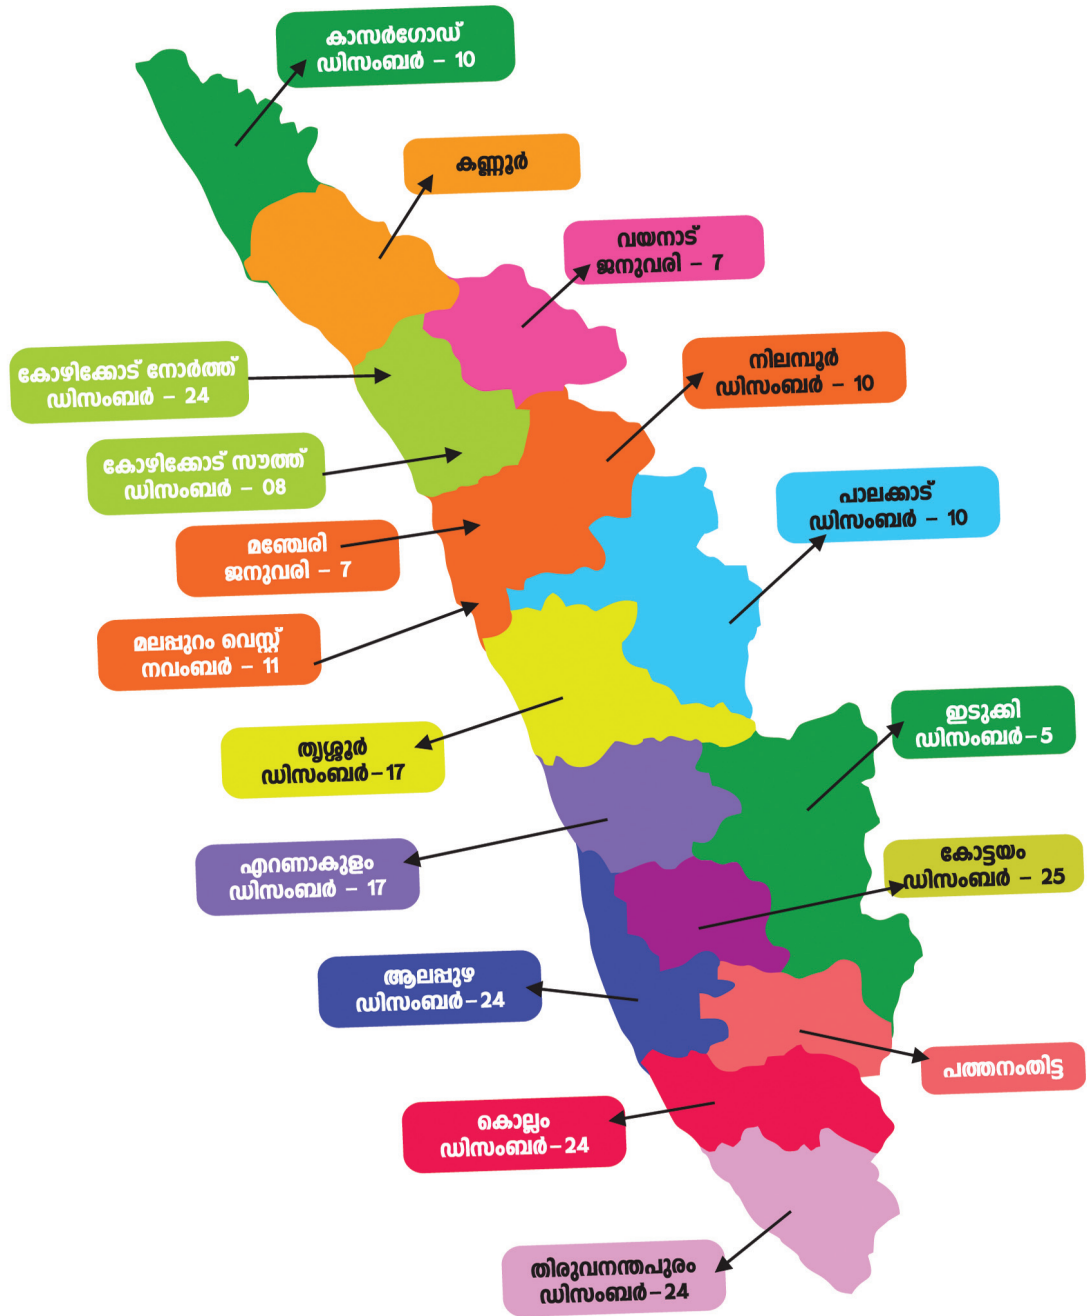 കാസർഗോഡ്
ഡിസംബർ – 10
കണ്ണൂർ
വയനാട്
ജനുവരി – 7
നിലമ്പൂർ
ഡിസംബർ – 10
കോഴിക്കോട് നോർത്ത്
ഡിസംബർ – 24
കോഴിക്കോട് സൗത്ത്
ഡിസംബർ – 08
പാലക്കാട്
ഡിസംബർ – 10
മഞ്ചേരി
ജനുവരി – 7
മലപ്പുറം വെസ്റ്റ്
നവംബർ – 11
ഇടുക്കി
ഡിസംബർ – 5
തൃശ്ശൂർ
ഡിസംബർ – 17
എറണാകുളം
ഡിസംബർ – 17
കോട്ടയം
ഡിസംബർ – 25
ആലപ്പുഴ
ഡിസംബർ – 24
പത്തനംതിട്ട
കൊല്ലം
ഡിസംബർ – 24
തിരുവനന്തപുരം
ഡിസംബർ – 24